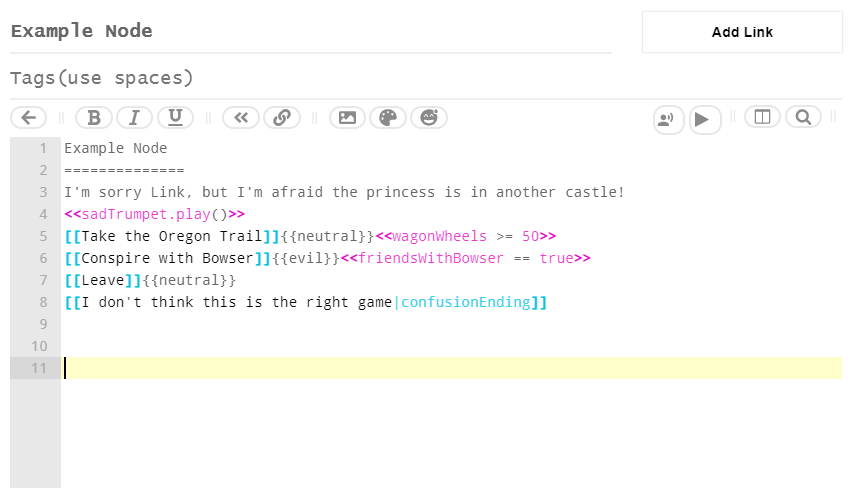 Example Node
Add Link
Tags(use spaces)
B I U
1 Example Node
2 ==============
3 I'm sorry Link, but I'm afraid the princess is in another castle!
4 <<sadTrumpet.play()>>
5 [[Take the Oregon Trail]]{{neutral}}<<wagonWheels >= 50>>
6 [[Conspire with Bowser]]{{evil}}<<friendsWithBowser == true>>
7 [[Leave]]{{neutral}}
8 [[I don't think this is the right game|confusionEnding]]
9
10
11